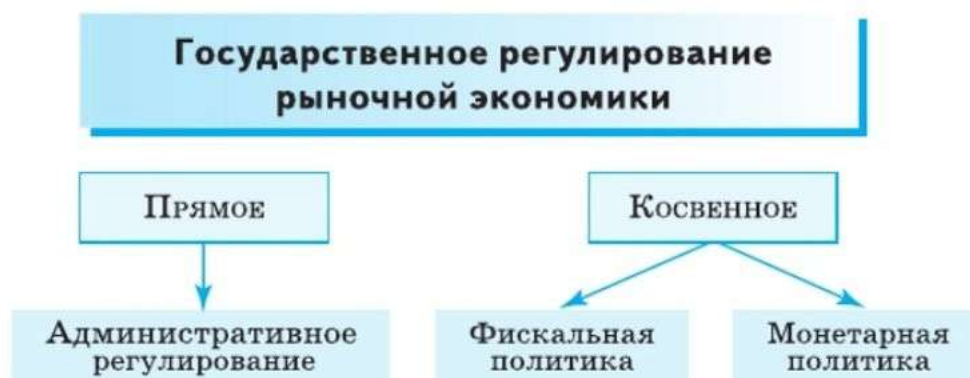 Государственное регулирование
рыночной экономики
Прямое
Косвенное
Административное
регулирование
Фискальная
политика
Монетарная
политика